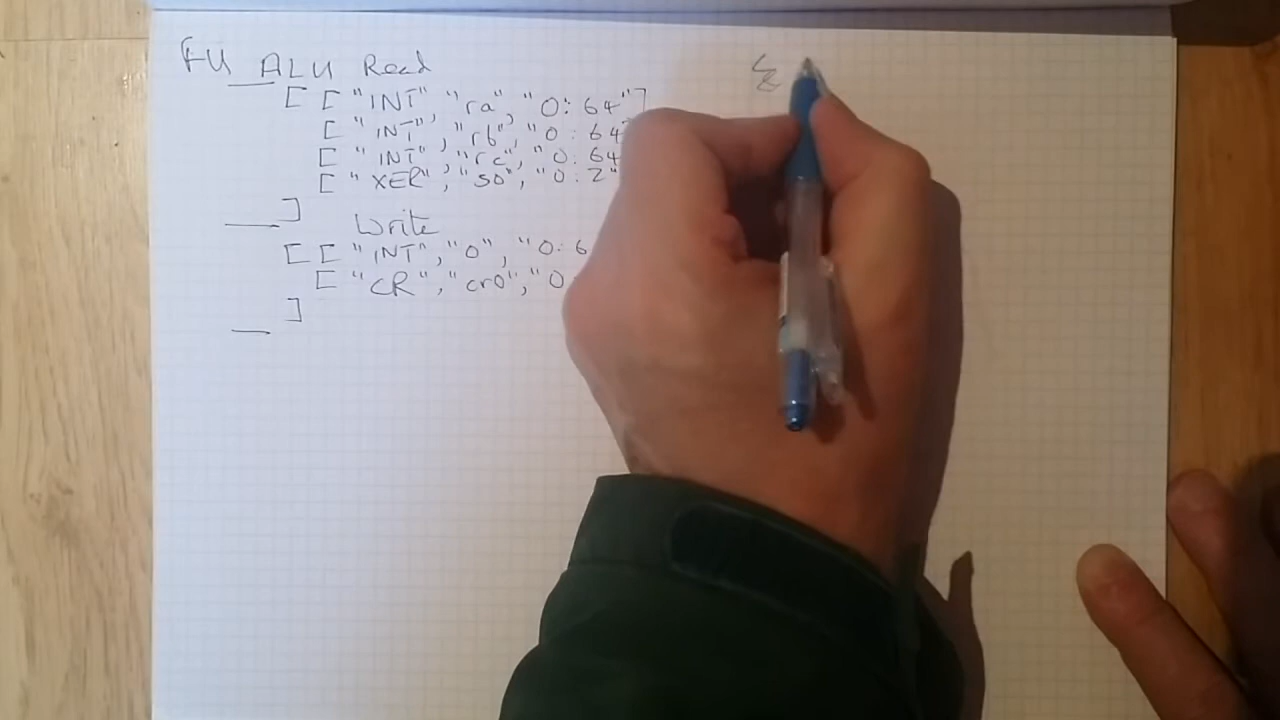 FU ALU Read
[ [ "INT", "ra", "0:64"]
[ "INT", "rb", "0:64
[ "INT", "rc", "0:64
[ "XER", "so", "0:2"
]
Write
[ [ "INT", "o", "0:6
[ "CR", "cr0", "0
]